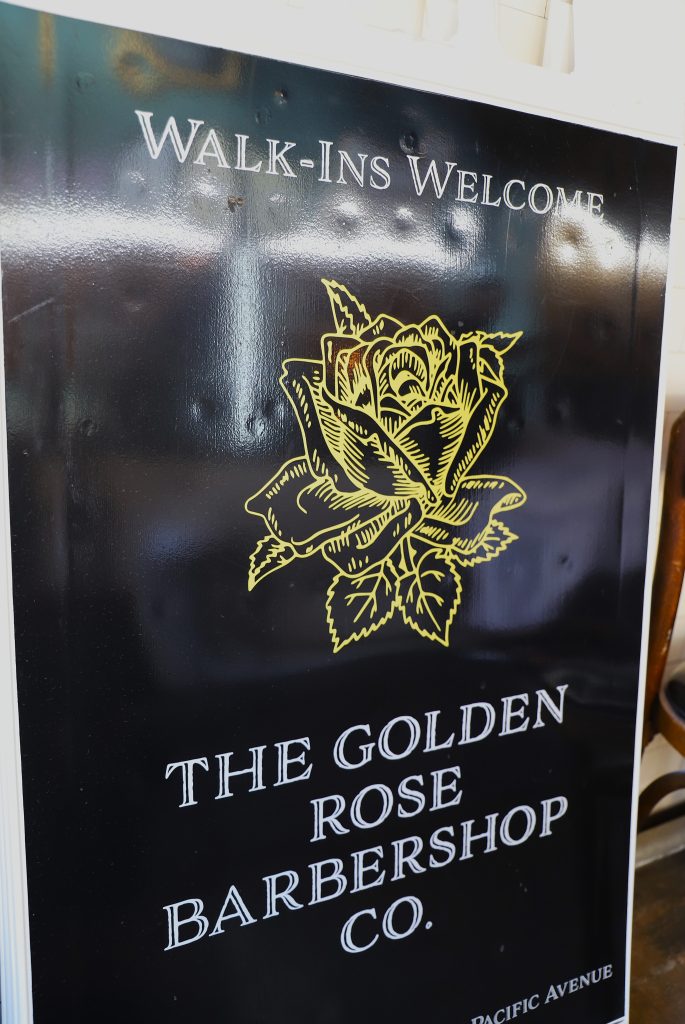 Walk-Ins Welcome
THE GOLDEN
ROSE
BARBERSHOP
CO.
Pacific Avenue